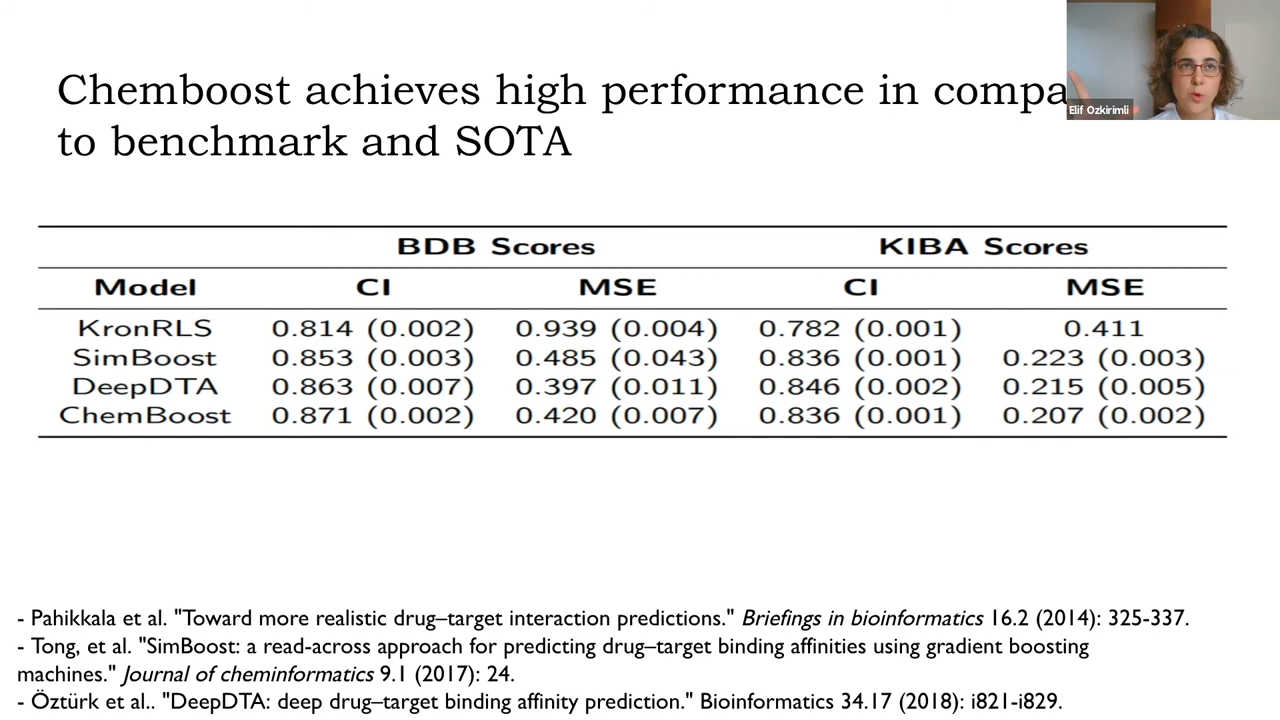 Chemboost achieves high performance in compa
to benchmark and SOTA
Elif Ozkirimli
BDB Scores KIBA Scores
Model CI MSE CI MSE
KronRLS 0.814 (0.002) 0.939 (0.004) 0.782 (0.001) 0.411
SimBoost 0.853 (0.003) 0.485 (0.043) 0.836 (0.001) 0.223 (0.003)
DeepDTA 0.863 (0.007) 0.397 (0.011) 0.846 (0.002) 0.215 (0.005)
ChemBoost 0.871 (0.002) 0.420 (0.007) 0.836 (0.001) 0.207 (0.002)
- Pahikkala et al. "Toward more realistic drug–target interaction predictions." Briefings in bioinformatics 16.2 (2014): 325-337.
- Tong, et al. "SimBoost: a read-across approach for predicting drug–target binding affinities using gradient boosting
machines." Journal of cheminformatics 9.1 (2017): 24.
- Öztürk et al.. "DeepDTA: deep drug–target binding affinity prediction." Bioinformatics 34.17 (2018): i821-i829.